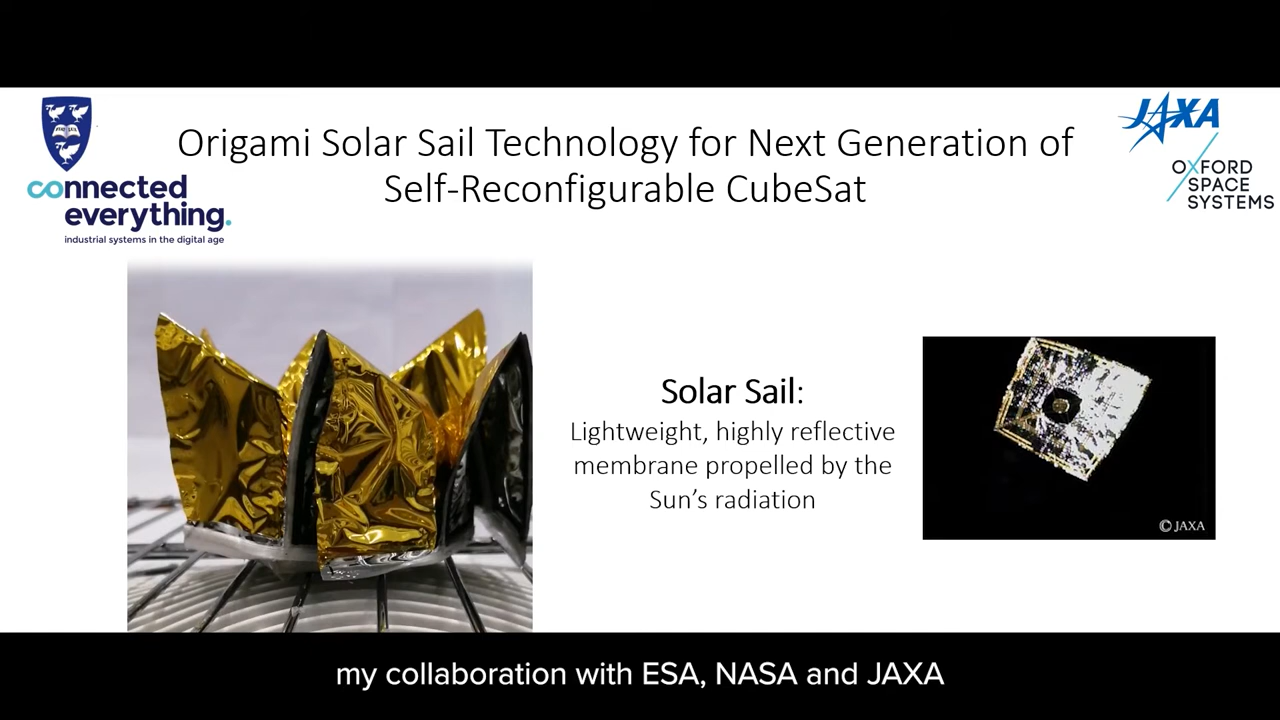 connected
everything.
industrial systems in the digital age
Origami Solar Sail Technology for Next Generation of
Self-Reconfigurable CubeSat
JAXA
OXFORD
SPACE
SYSTEMS
Solar Sail:
Lightweight, highly reflective
membrane propelled by the
Sun's radiation
© JAXA
my collaboration with ESA, NASA and JAXA